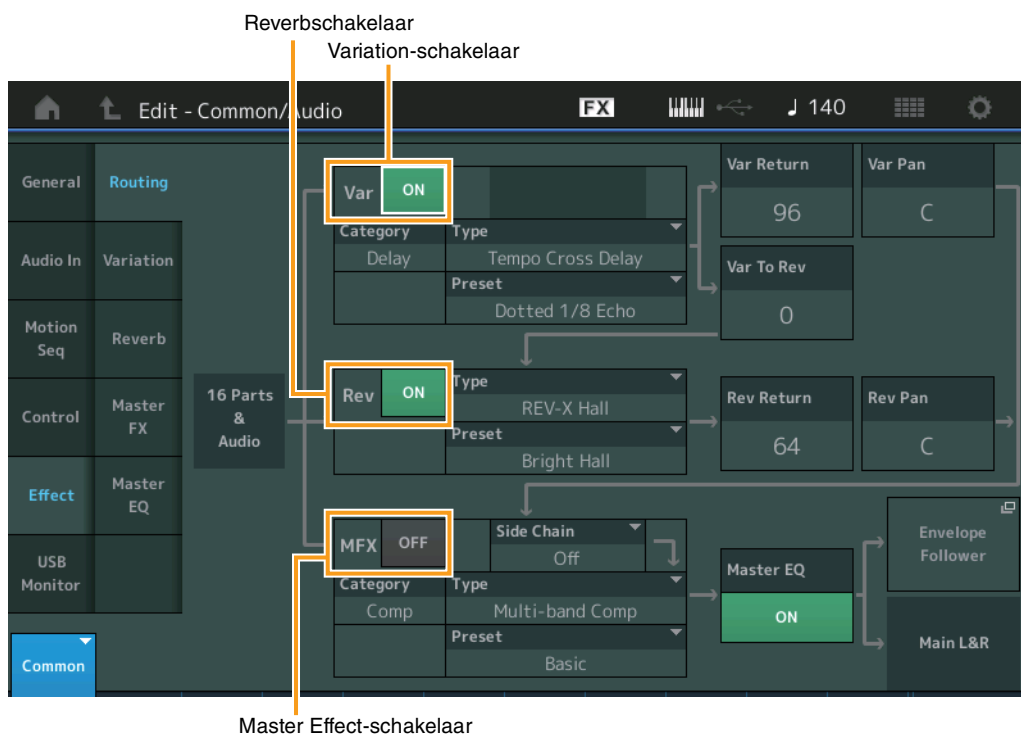 Reverbschakelaar
Variation-schakelaar
Edit - Common/Audio
FX
140
General
Routing
Audio In
Variation
Motion
Seq
Reverb
Control
Master
FX
Effect
Master
EQ
USB
Monitor
Common
16 Parts
&
Audio
Var
ON
Category
Type
Delay
Tempo Cross Delay
Preset
Dotted 1/8 Echo
Var Return
96
Var Pan
C
Var To Rev
0
Rev
ON
Type
REV-X Hall
Preset
Bright Hall
Rev Return
64
Rev Pan
C
MFX
OFF
Side Chain
Off
Category
Type
Comp
Multi-band Comp
Preset
Basic
Master EQ
ON
Envelope
Follower
Main L&R
Master Effect-schakelaar